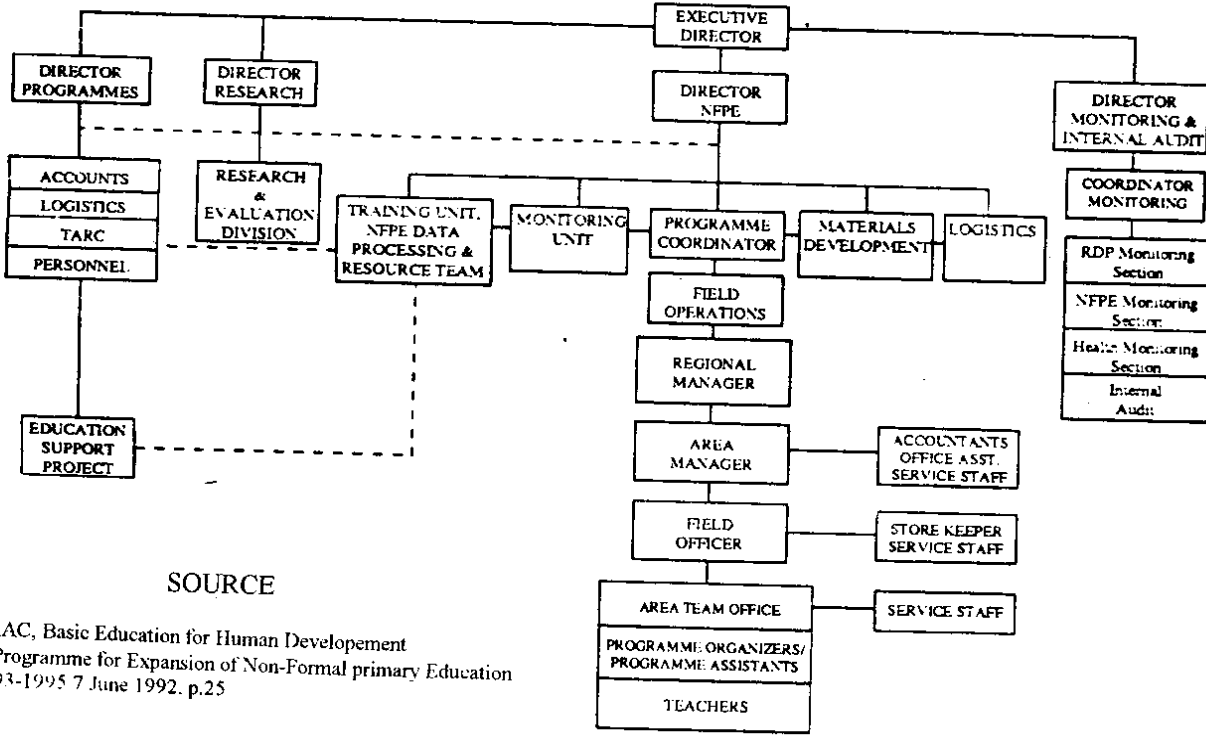 EXECUTIVE
DIRECTOR
DIRECTOR
PROGRAMMES
DIRECTOR
RESEARCH
DIRECTOR
NFPE
DIRECTOR
MONITORING &
INTERNAL AUDIT
ACCOUNTS
LOGISTICS
TARC
PERSONNEL
RESEARCH
&
EVALUATION
DIVISION
TRAINING UNIT,
NFPE DATA
PROCESSING &
RESOURCE TEAM
MONITORING
UNIT
PROGRAMME
COORDINATOR
MATERIALS
DEVELOPMENT
LOGISTICS
COORDINATOR
MONITORING
RDP Monitoring
Section
NFPE Monitoring
Section
Health Monitoring
Section
Internal
Audit
FIELD
OPERATIONS
REGIONAL
MANAGER
EDUCATION
SUPPORT
PROJECT
AREA
MANAGER
ACCOUNTANTS
OFFICE ASST.
SERVICE STAFF
FIELD
OFFICER
STORE KEEPER
SERVICE STAFF
AREA TEAM OFFICE
SERVICE STAFF
PROGRAMME ORGANIZERS/
PROGRAMME ASSISTANTS
TEACHERS
SOURCE
AC, Basic Education for Human Developement
Programme for Expansion of Non-Formal primary Education
93-1995 7 June 1992. p.25